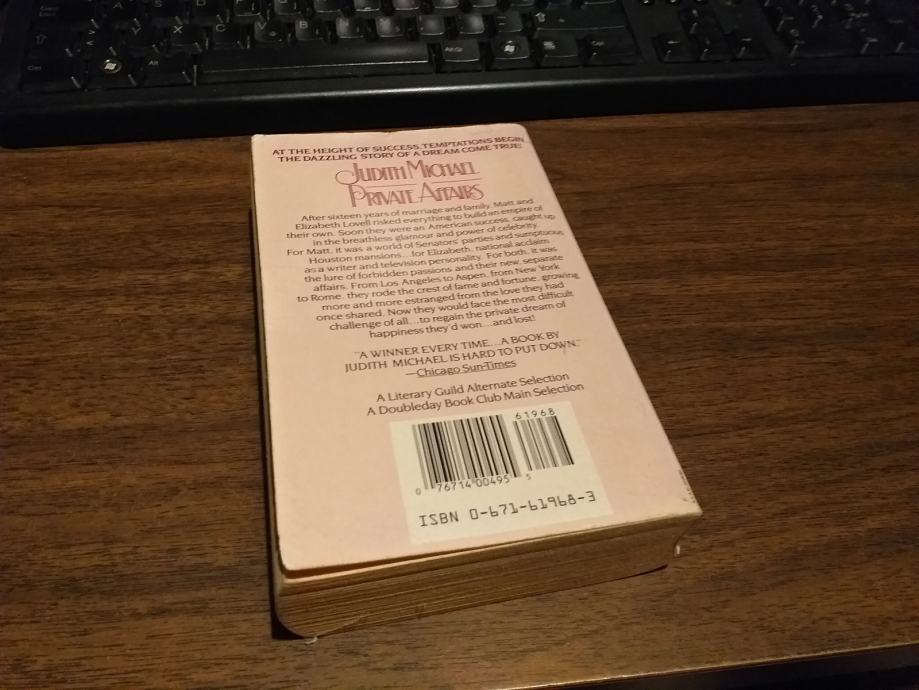 AT THE HEIGHT OF SUCCESS, TEMPTATIONS BEGIN
THE DAZZLING STORY OF A DREAM COME TRUE!
JUDITH MICHAEL
PRIVATE AFFAIRS
After sixteen years of marriage and family, Matt and
Elizabeth Lovell risked everything to build an empire of
their own. Soon they were an American success, caught up
in the breathless glamour and power of celebrity.
For Matt, it was a world of Senators' parties and sumptuous
Houston mansions...for Elizabeth, national acclaim
as a writer and television personality. For both, it was
the lure of forbidden passions and their new, separate
affairs. From Los Angeles to Aspen, from New York
to Rome, they rode the crest of fame and fortune, growing
more and more estranged from the love they had
once shared. Now they would face the most difficult
challenge of all...to regain the private dream of
happiness they'd won...and lost!
"A WINNER EVERY TIME...A BOOK BY
JUDITH MICHAEL IS HARD TO PUT DOWN."
—Chicago Sun-Times
A Literary Guild Alternate Selection
A Doubleday Book Club Main Selection
61968
0 76714 00495 5
ISBN 0-671-61968-3